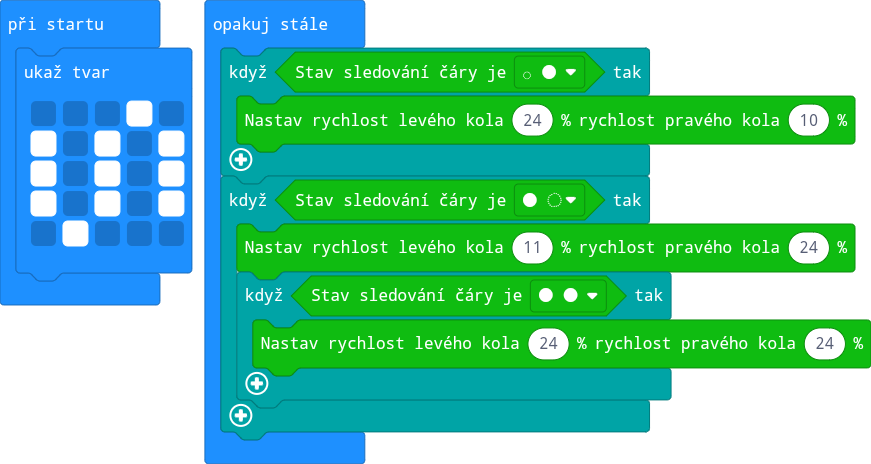 při startu
ukaž tvar
opakuj stále
když Stav sledování čáry je tak
Nastav rychlost levého kola 24 % rychlost pravého kola 10 %
když Stav sledování čáry je tak
Nastav rychlost levého kola 11 % rychlost pravého kola 24 %
když Stav sledování čáry je tak
Nastav rychlost levého kola 24 % rychlost pravého kola 24 %